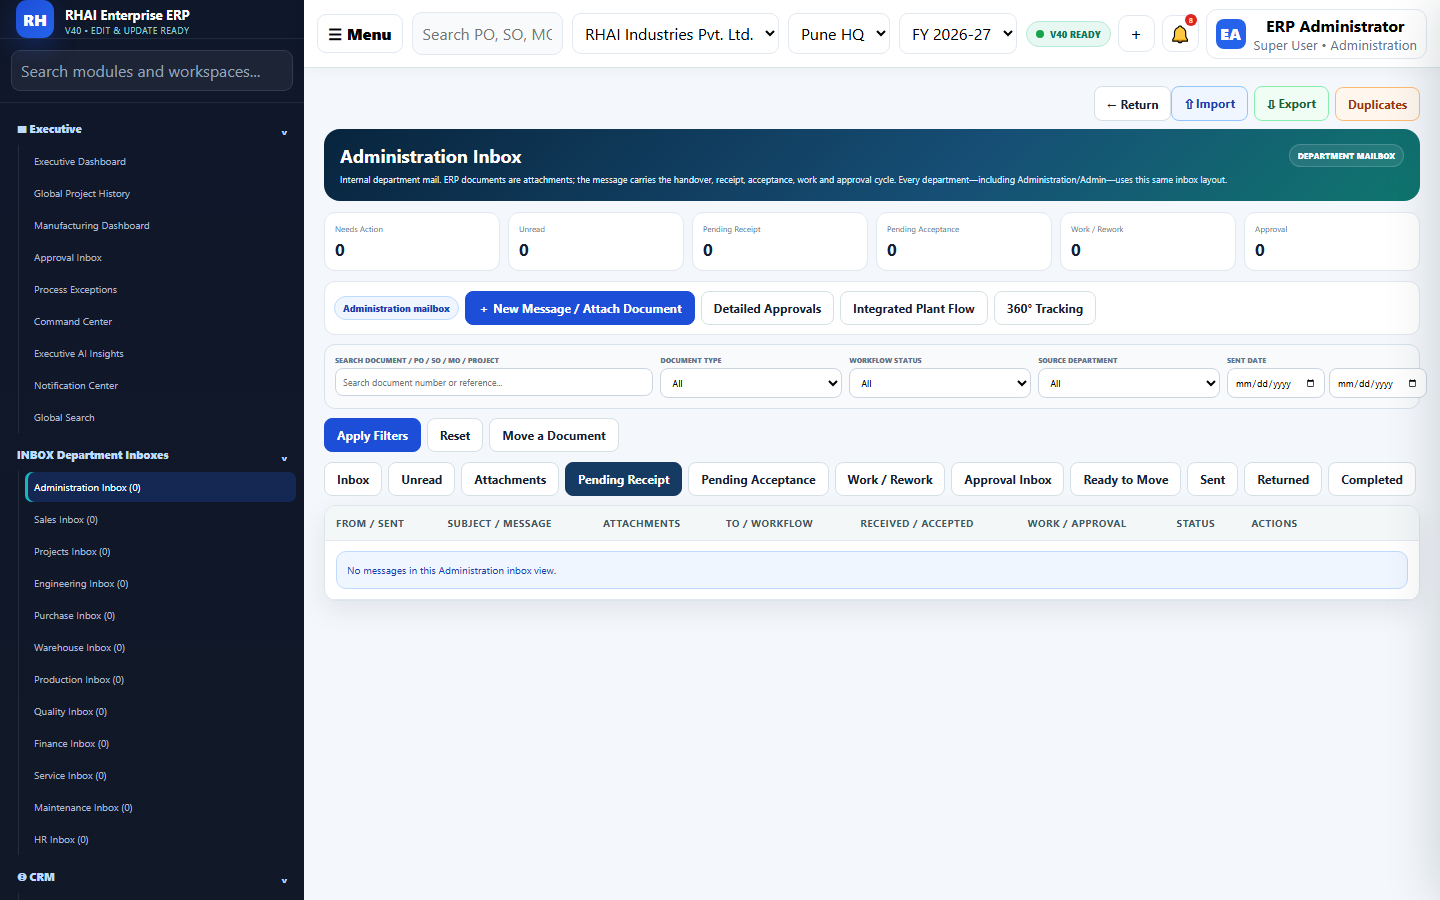 RH
RHAI Enterprise ERP
V40 • EDIT & UPDATE READY
Search modules and workspaces...
Executive
Executive Dashboard
Global Project History
Manufacturing Dashboard
Approval Inbox
Process Exceptions
Command Center
Executive AI Insights
Notification Center
Global Search
INBOX Department Inboxes
Administration Inbox (0)
Sales Inbox (0)
Projects Inbox (0)
Engineering Inbox (0)
Purchase Inbox (0)
Warehouse Inbox (0)
Production Inbox (0)
Quality Inbox (0)
Finance Inbox (0)
Service Inbox (0)
Maintenance Inbox (0)
HR Inbox (0)
CRM
☰ Menu
Search PO, SO, MO
RHAI Industries Pvt. Ltd.
Pune HQ
FY 2026-27
V40 READY
+
8
EA
ERP Administrator
Super User • Administration
← Return
⇧ Import
⇩ Export
Duplicates
Administration Inbox
DEPARTMENT MAILBOX
Internal department mail. ERP documents are attachments; the message carries the handover, receipt, acceptance, work and approval cycle. Every department—including Administration/Admin—uses this same inbox layout.
Needs Action
0
Unread
0
Pending Receipt
0
Pending Acceptance
0
Work / Rework
0
Approval
0
Administration mailbox
+ New Message / Attach Document
Detailed Approvals
Integrated Plant Flow
360° Tracking
SEARCH DOCUMENT / PO / SO / MO / PROJECT
Search document number or reference...
DOCUMENT TYPE
All
WORKFLOW STATUS
All
SOURCE DEPARTMENT
All
SENT DATE
mm/dd/yyyy
mm/dd/yyyy
Apply Filters
Reset
Move a Document
Inbox
Unread
Attachments
Pending Receipt
Pending Acceptance
Work / Rework
Approval Inbox
Ready to Move
Sent
Returned
Completed
FROM / SENT
SUBJECT / MESSAGE
ATTACHMENTS
TO / WORKFLOW
RECEIVED / ACCEPTED
WORK / APPROVAL
STATUS
ACTIONS
No messages in this Administration inbox view.